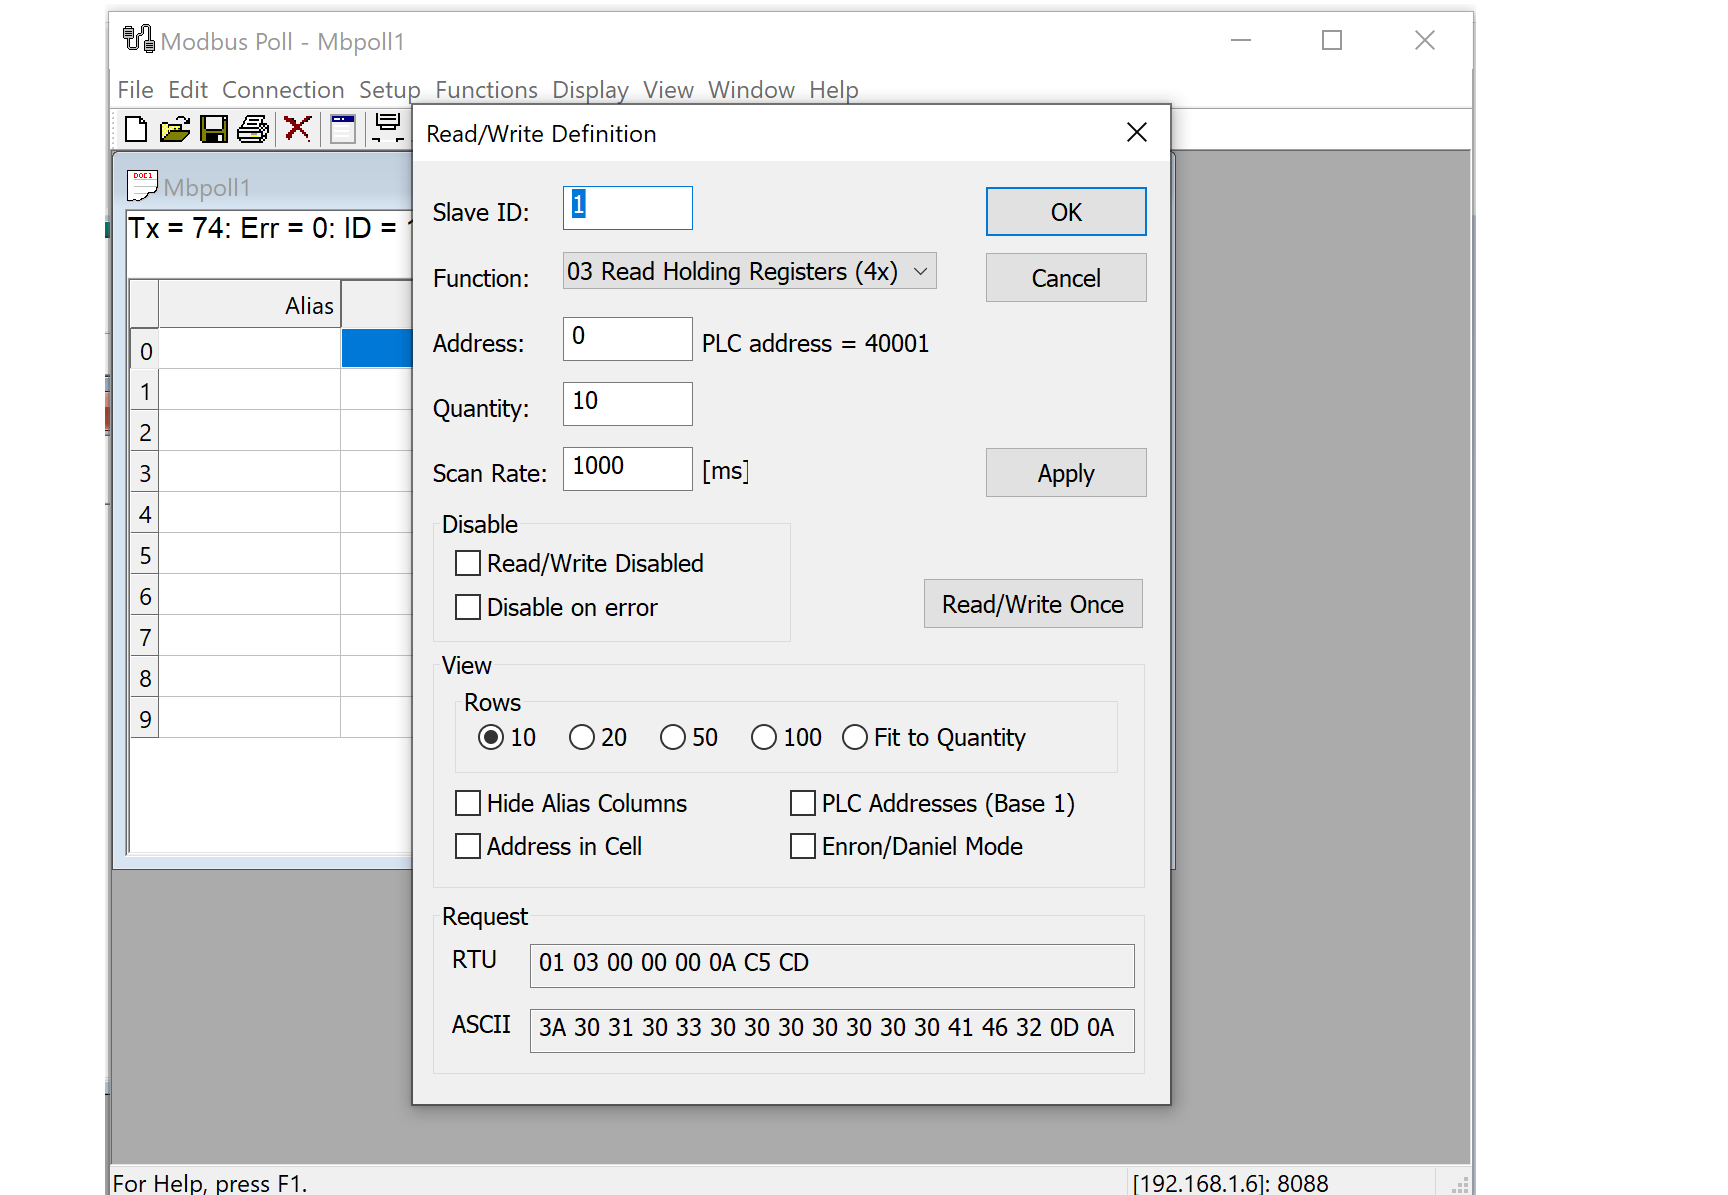 Modbus Poll - Mbpoll1
File Edit Connection Setup Functions Display View Window Help
Read/Write Definition
DOC1
Mbpoll1
Tx = 74: Err = 0: ID = 1
Alias
0
1
2
3
4
5
6
7
8
9
Slave ID: 1
OK
Function: 03 Read Holding Registers (4x)
Cancel
Address: 0 PLC address = 40001
Quantity: 10
Scan Rate: 1000 [ms]
Apply
Disable
Read/Write Disabled
Disable on error
Read/Write Once
View
Rows
10 20 50 100 Fit to Quantity
Hide Alias Columns PLC Addresses (Base 1)
Address in Cell Enron/Daniel Mode
Request
RTU 01 03 00 00 00 0A C5 CD
ASCII 3A 30 31 30 33 30 30 30 30 30 30 30 41 46 32 0D 0A
For Help, press F1.
[192.168.1.6]: 8088